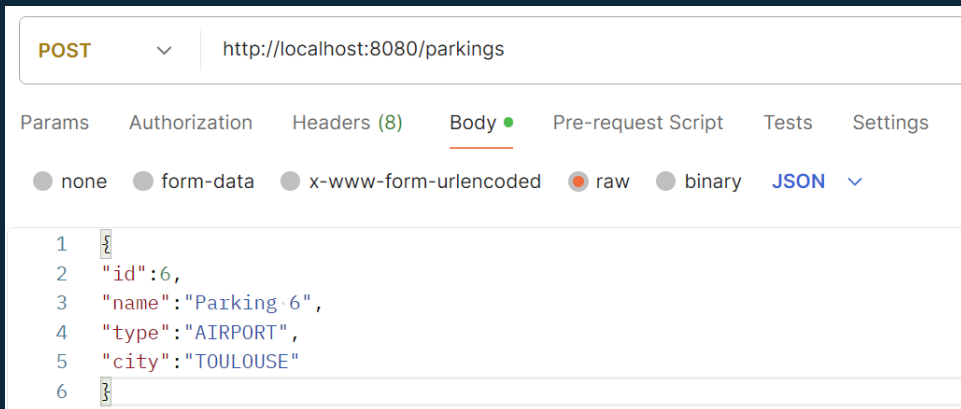 POST http://localhost:8080/parkings
Params Authorization Headers (8) Body Pre-request Script Tests Settings
none form-data x-www-form-urlencoded raw binary JSON
1 {
2 "id":6,
3 "name":"Parking 6",
4 "type":"AIRPORT",
5 "city":"TOULOUSE"
6 }